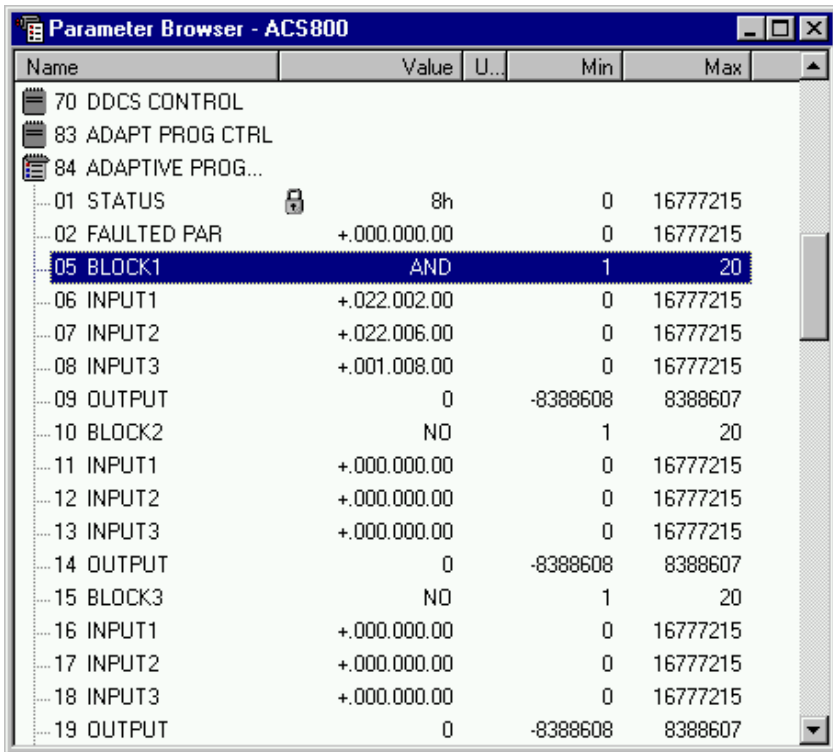 Parameter Browser - ACS800
Name Value U... Min Max
70 DDCS CONTROL
83 ADAPT PROG CTRL
84 ADAPTIVE PROG...
01 STATUS 8h 0 16777215
02 FAULTED PAR +.000.000.00 0 16777215
05 BLOCK1 AND 1 20
06 INPUT1 +.022.002.00 0 16777215
07 INPUT2 +.022.006.00 0 16777215
08 INPUT3 +.001.008.00 0 16777215
09 OUTPUT 0 -8388608 8388607
10 BLOCK2 NO 1 20
11 INPUT1 +.000.000.00 0 16777215
12 INPUT2 +.000.000.00 0 16777215
13 INPUT3 +.000.000.00 0 16777215
14 OUTPUT 0 -8388608 8388607
15 BLOCK3 NO 1 20
16 INPUT1 +.000.000.00 0 16777215
17 INPUT2 +.000.000.00 0 16777215
18 INPUT3 +.000.000.00 0 16777215
19 OUTPUT 0 -8388608 8388607